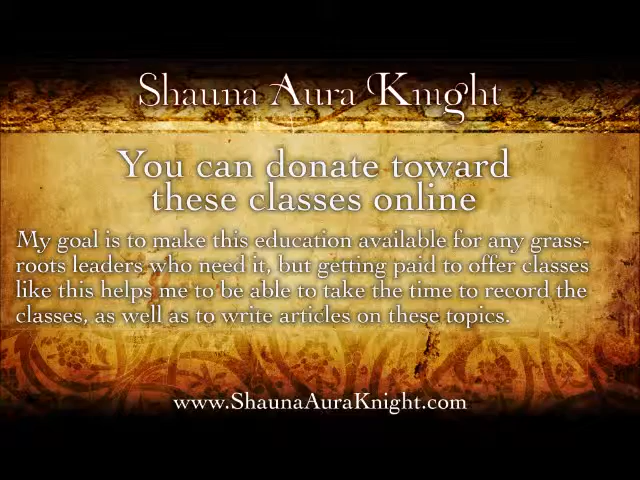 Shauna Aura Knight
You can donate toward
these classes online
My goal is to make this education available for any grass-
roots leaders who need it, but getting paid to offer classes
like this helps me to be able to take the time to record the
classes, as well as to write articles on these topics.
www.ShaunaAuraKnight.com